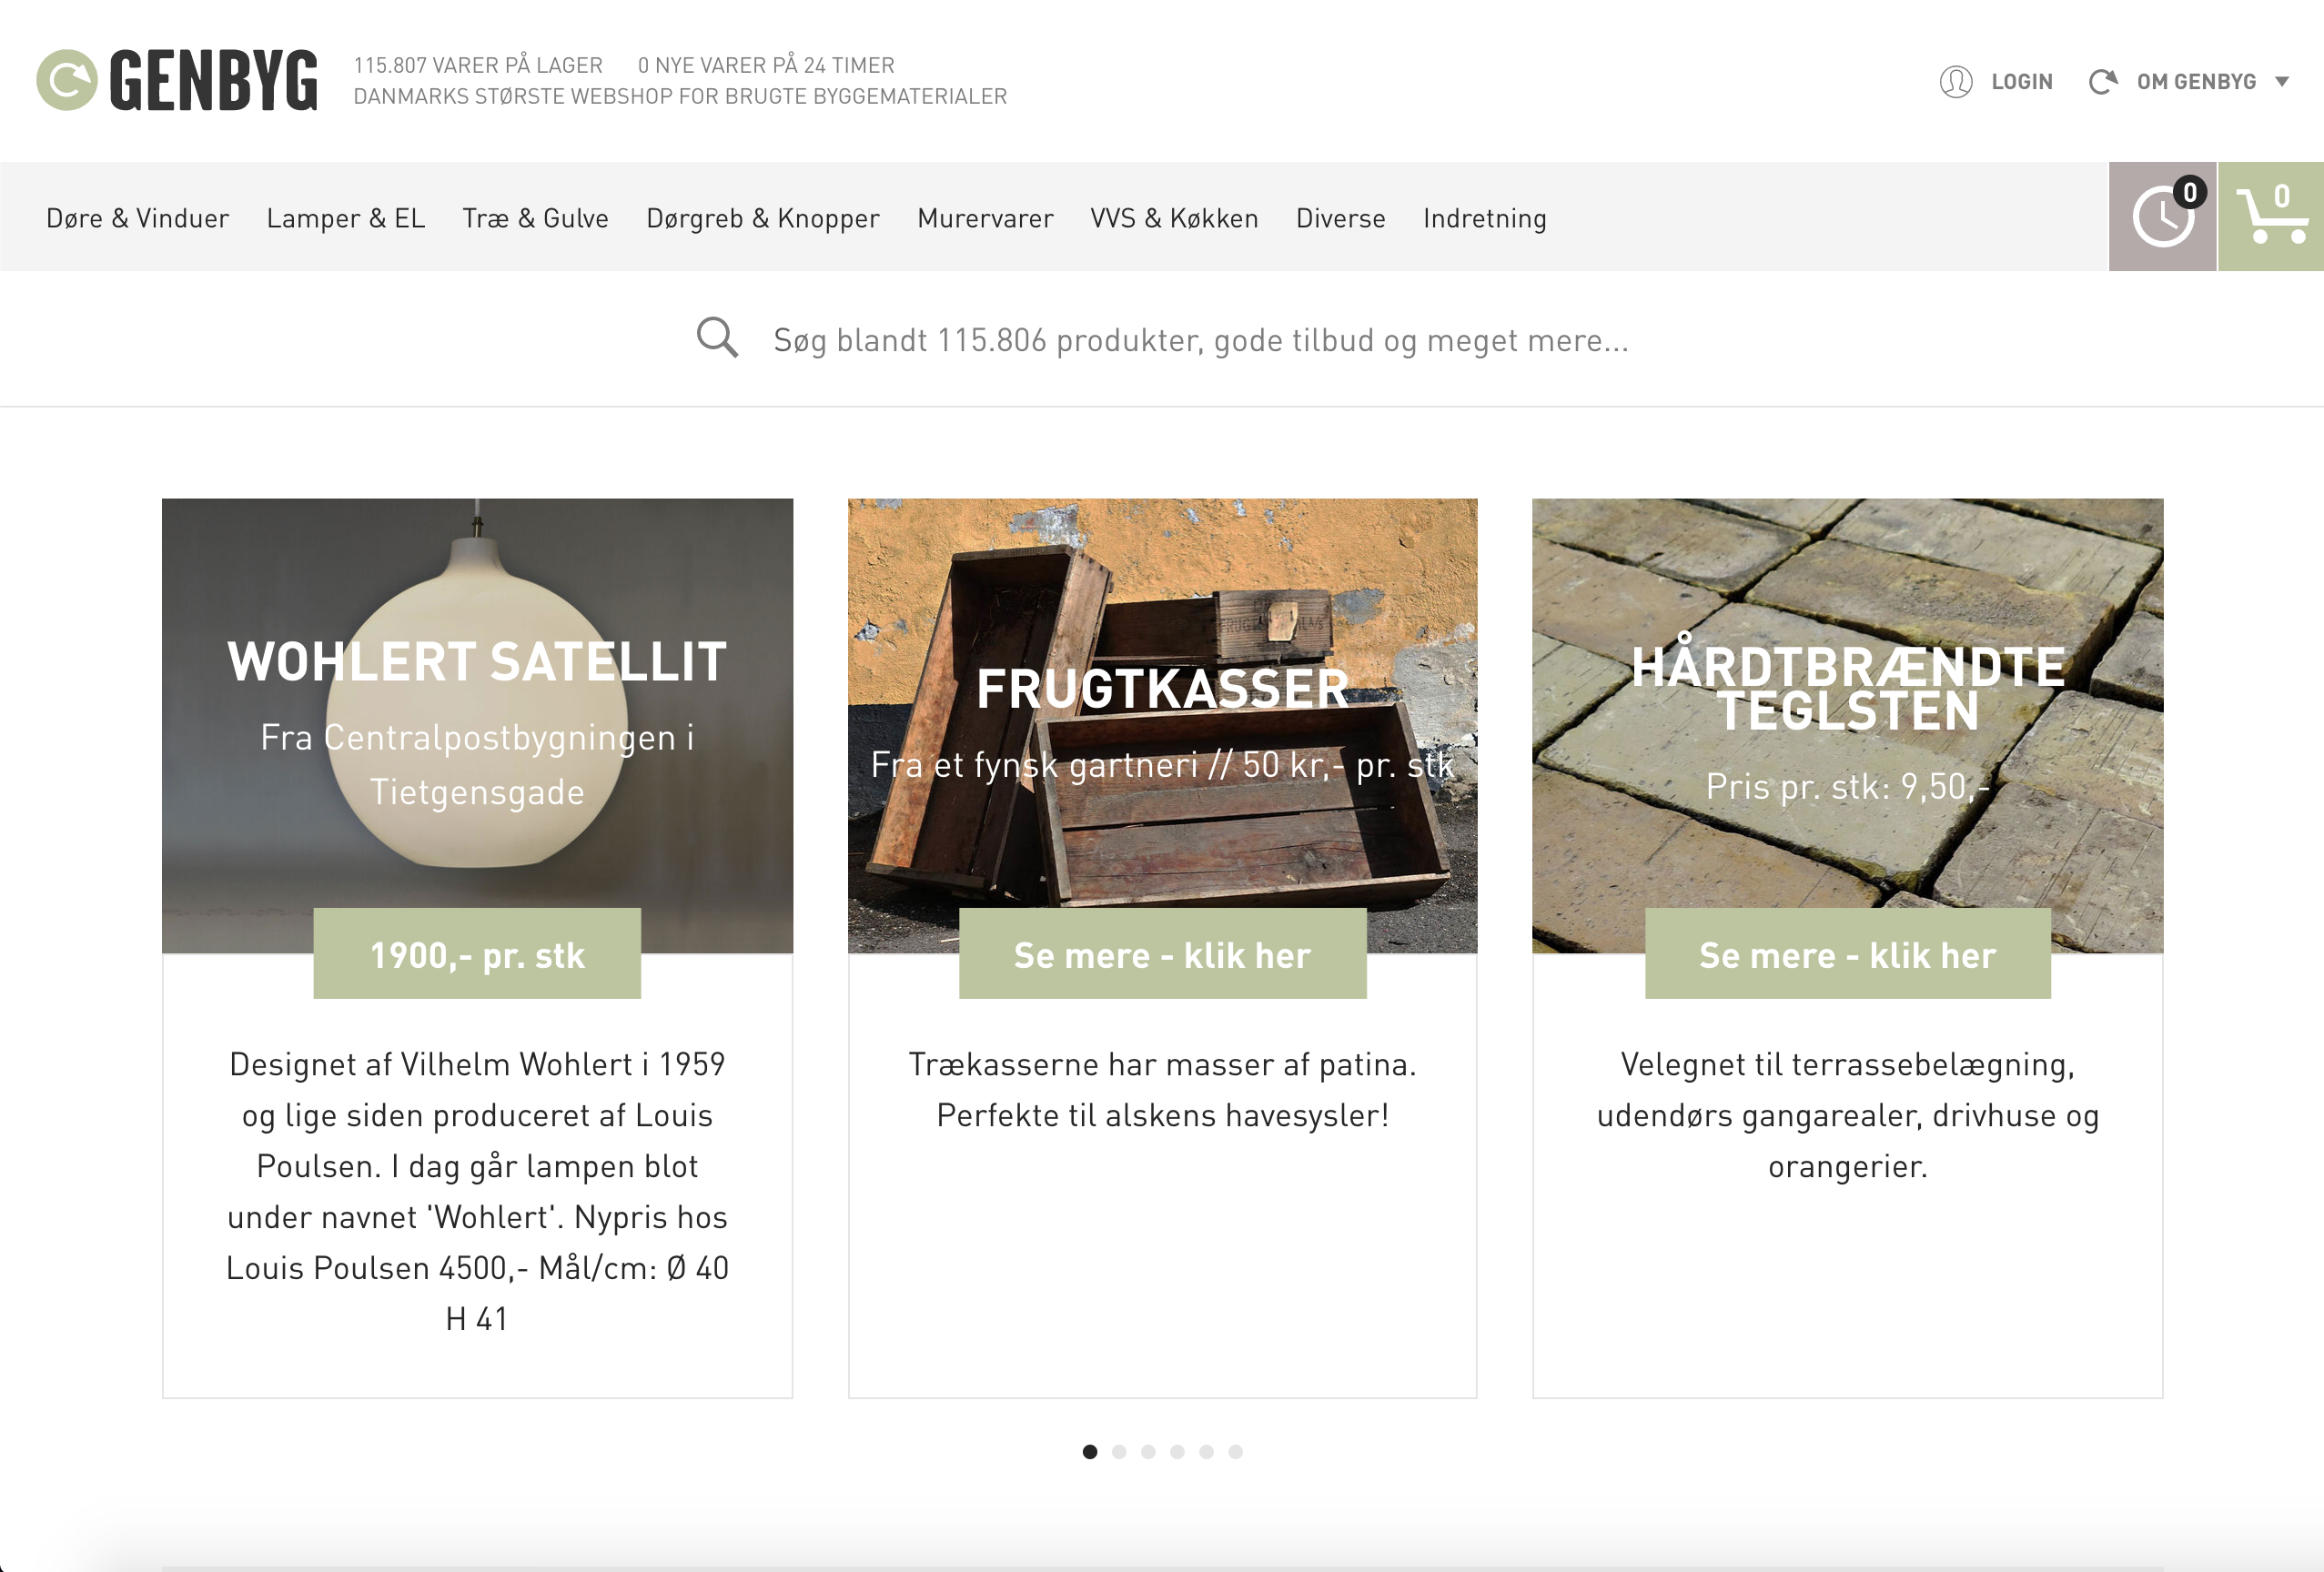 GENBYG
115.807 VARER PÅ LAGER 0 NYE VARER PÅ 24 TIMER
DANMARKS STØRSTE WEBSHOP FOR BRUGTE BYGGEMATERIALER
LOGIN OM GENBYG
Døre & Vinduer Lamper & EL Træ & Gulve Dørgreb & Knopper Murervarer VVS & Køkken Diverse Indretning
0 0
Søg blandt 115.806 produkter, gode tilbud og meget mere...
WOHLERT SATELLIT
Fra Centralpostbygningen i
Tietgensgade
1900,- pr. stk
Designet af Vilhelm Wohlert i 1959
og lige siden produceret af Louis
Poulsen. I dag går lampen blot
under navnet 'Wohlert'. Nypris hos
Louis Poulsen 4500,- Mål/cm: Ø 40
H 41
FRUGTKASSER
Fra et fynsk gartneri // 50 kr,- pr. stk
Se mere - klik her
Trækasserne har masser af patina.
Perfekte til alskens havesysler!
HÅRDTBRÆNDTE
TEGLSTEN
Pris pr. stk: 9,50,-
Se mere - klik her
Velegnet til terrassebelægning,
udendørs gangarealer, drivhuse og
orangerier.